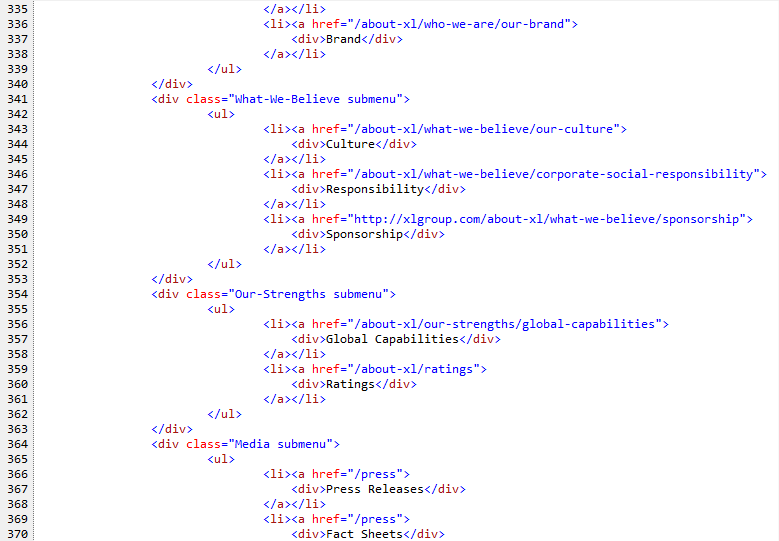 335 </a></li>
336 <li><a href="/about-xl/who-we-are/our-brand">
337 <div>Brand</div>
338 </a></li>
339 </ul>
340 </div>
341 <div class="What-We-Believe submenu">
342 <ul>
343 <li><a href="/about-xl/what-we-believe/our-culture">
344 <div>Culture</div>
345 </a></li>
346 <li><a href="/about-xl/what-we-believe/corporate-social-responsibility">
347 <div>Responsibility</div>
348 </a></li>
349 <li><a href="http://xlgroup.com/about-xl/what-we-believe/sponsorship">
350 <div>Sponsorship</div>
351 </a></li>
352 </ul>
353 </div>
354 <div class="Our-Strengths submenu">
355 <ul>
356 <li><a href="/about-xl/our-strengths/global-capabilities">
357 <div>Global Capabilities</div>
358 </a></li>
359 <li><a href="/about-xl/ratings">
360 <div>Ratings</div>
361 </a></li>
362 </ul>
363 </div>
364 <div class="Media submenu">
365 <ul>
366 <li><a href="/press">
367 <div>Press Releases</div>
368 </a></li>
369 <li><a href="/press">
370 <div>Fact Sheets</div>